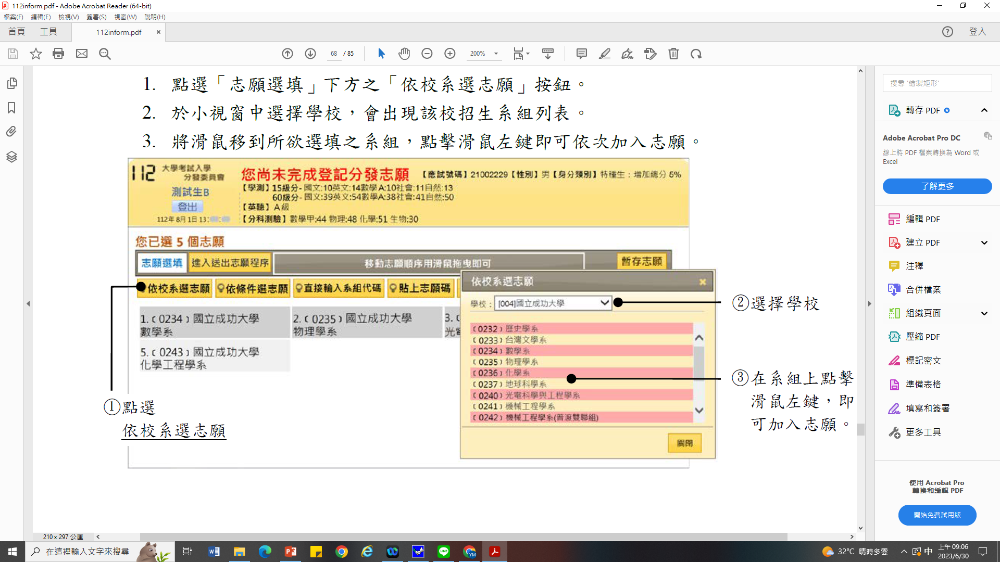 112inform.pdf - Adobe Acrobat Reader (64-bit)
檔案(F) 編輯(E) 檢視(V) 簽署(S) 視窗(W) 說明(H)
首頁 工具 112inform.pdf × 登入
68 / 85 200%
搜尋 '繪製矩形'
1. 點選「志願選填」下方之「依校系選志願」按鈕。
2. 於小視窗中選擇學校，會出現該校招生系組列表。
3. 將滑鼠移到所欲選填之系組，點擊滑鼠左鍵即可依次加入志願。
112 大學考試入學
分發委員會
測試生B
登出
112年 8月 1日 13:
您尚未完成登記分發志願 【應試號碼】21002229【性別】男【身分類別】特種生：增加總分 5%
【學測】15級分- 國文:10英文:14數學A:10社會:11自然:13
60級分- 國文:39英文:54數學A:38社會:41自然:50
【英聽】A級
【分科測驗】數學甲:44 物理:48 化學:51 生物:30
您已選 5 個志願
志願選填 進入送出志願程序 移動志願順序用滑鼠拖曳即可 暫存志願
依校系選志願 依條件選志願 直接輸入系組代碼 貼上志願碼
1.﹝0234﹞國立成功大學
數學系
2.﹝0235﹞國立成功大學
物理學系
3.﹝
光
5.﹝0243﹞國立成功大學
化學工程學系
依校系選志願 ×
學校：[004]國立成功大學
﹝0232﹞歷史學系
﹝0233﹞台灣文學系
﹝0234﹞數學系
﹝0235﹞物理學系
﹝0236﹞化學系
﹝0237﹞地球科學系
﹝0240﹞光電科學與工程學系
﹝0241﹞機械工程學系
﹝0242﹞機械工程學系(普渡雙聯組)
關閉
①點選
依校系選志願
②選擇學校
③在系組上點擊
滑鼠左鍵，即
可加入志願。
轉存 PDF
Adobe Acrobat Pro DC
線上將 PDF 檔案轉換為 Word 或
Excel
了解更多
編輯 PDF
建立 PDF
注釋
合併檔案
組織頁面
壓縮 PDF
標記密文
準備表格
填寫和簽署
更多工具
使用 Acrobat Pro
轉換和編輯 PDF
開始免費試用版
210 x 297 公厘
在這裡輸入文字來搜尋
32°C 晴時多雲
中
上午 09:06
2023/6/30